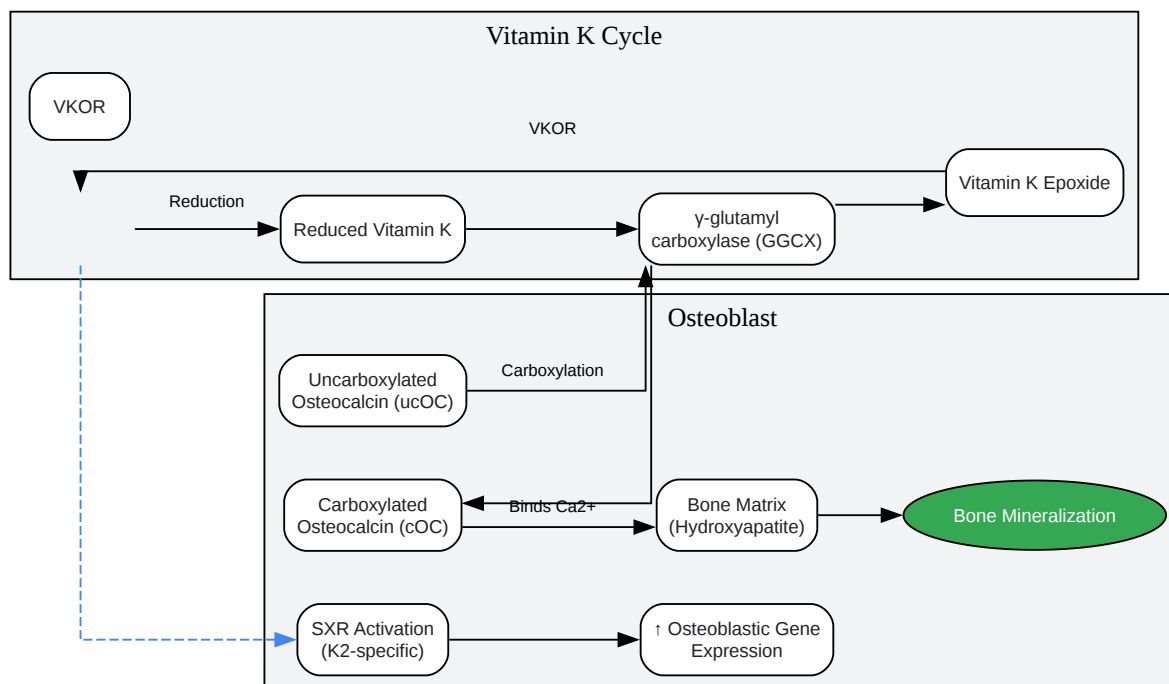 Vitamin K Cycle
VKOR
VKOR
Vitamin K Epoxide
Reduction
Reduced Vitamin K
γ-glutamyl
carboxylase (GGCX)
Osteoblast
Uncarboxylated
Osteocalcin (ucOC)
Carboxylation
Carboxylated
Osteocalcin (cOC)
Binds Ca2+
Bone Matrix
(Hydroxyapatite)
Bone Mineralization
SXR Activation
(K2-specific)
↑ Osteoblastic Gene
Expression